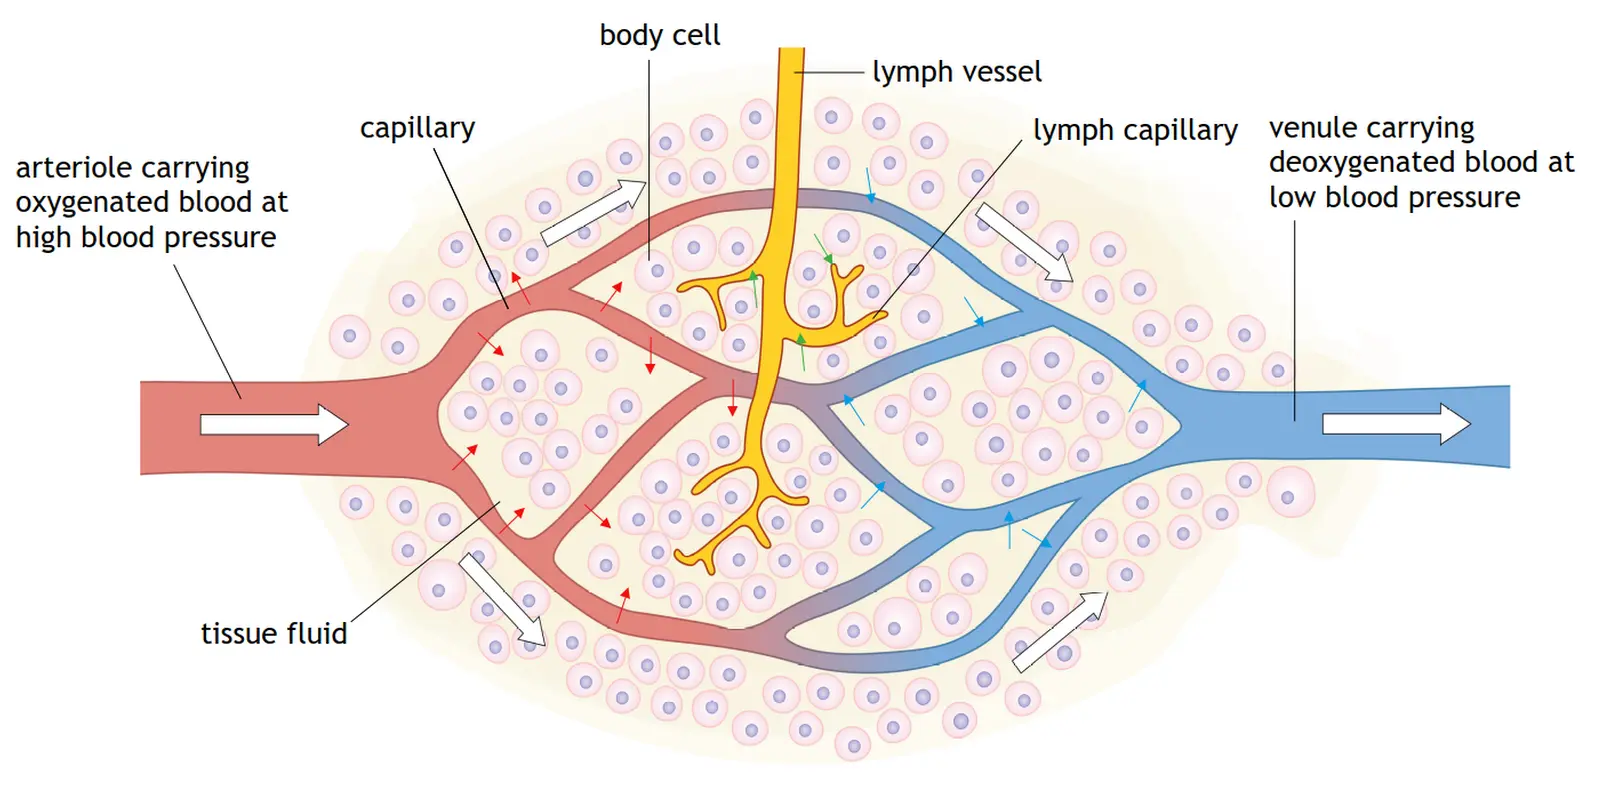 body cell
lymph vessel
capillary
lymph capillary
venule carrying
deoxygenated blood at
low blood pressure
arteriole carrying
oxygenated blood at
high blood pressure
tissue fluid